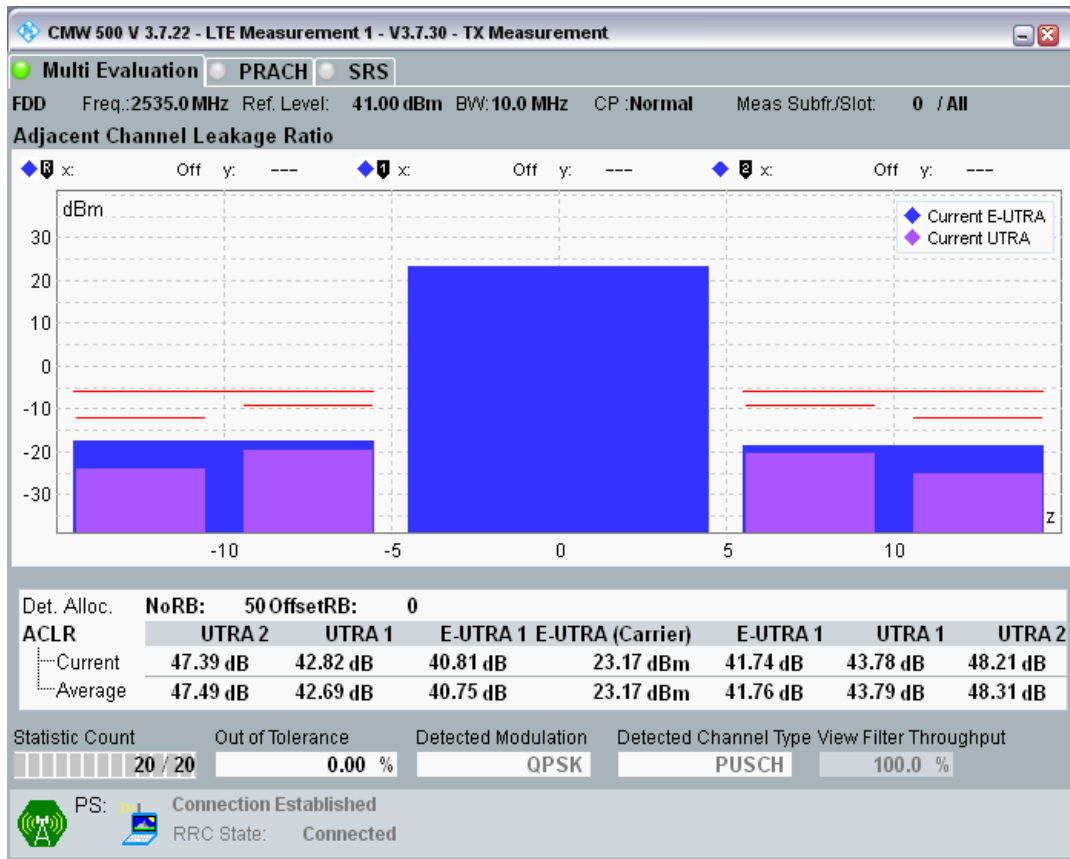 CMW 500 V 3.7.22 - LTE Measurement 1 - V3.7.30 - TX Measurement
Multi Evaluation PRACH SRS
FDD Freq.:2535.0 MHz Ref. Level: 41.00 dBm BW:10.0 MHz CP :Normal Meas Subfr./Slot: 0 / All
Adjacent Channel Leakage Ratio
R x: Off y: --- 1 x: Off y: --- 2 x: Off y: ---
dBm
Current E-UTRA
Current UTRA
30
20
10
0
-10
-20
-30
z
-10 -5 0 5 10
Det. Alloc. NoRB: 50 OffsetRB: 0
ACLR UTRA 2 UTRA 1 E-UTRA 1 E-UTRA (Carrier) E-UTRA 1 UTRA 1 UTRA 2
Current 47.39 dB 42.82 dB 40.81 dB 23.17 dBm 41.74 dB 43.78 dB 48.21 dB
Average 47.49 dB 42.69 dB 40.75 dB 23.17 dBm 41.76 dB 43.79 dB 48.31 dB
Statistic Count Out of Tolerance Detected Modulation Detected Channel Type View Filter Throughput
20 / 20 0.00 % QPSK PUSCH 100.0 %
PS: Connection Established
RRC State: Connected